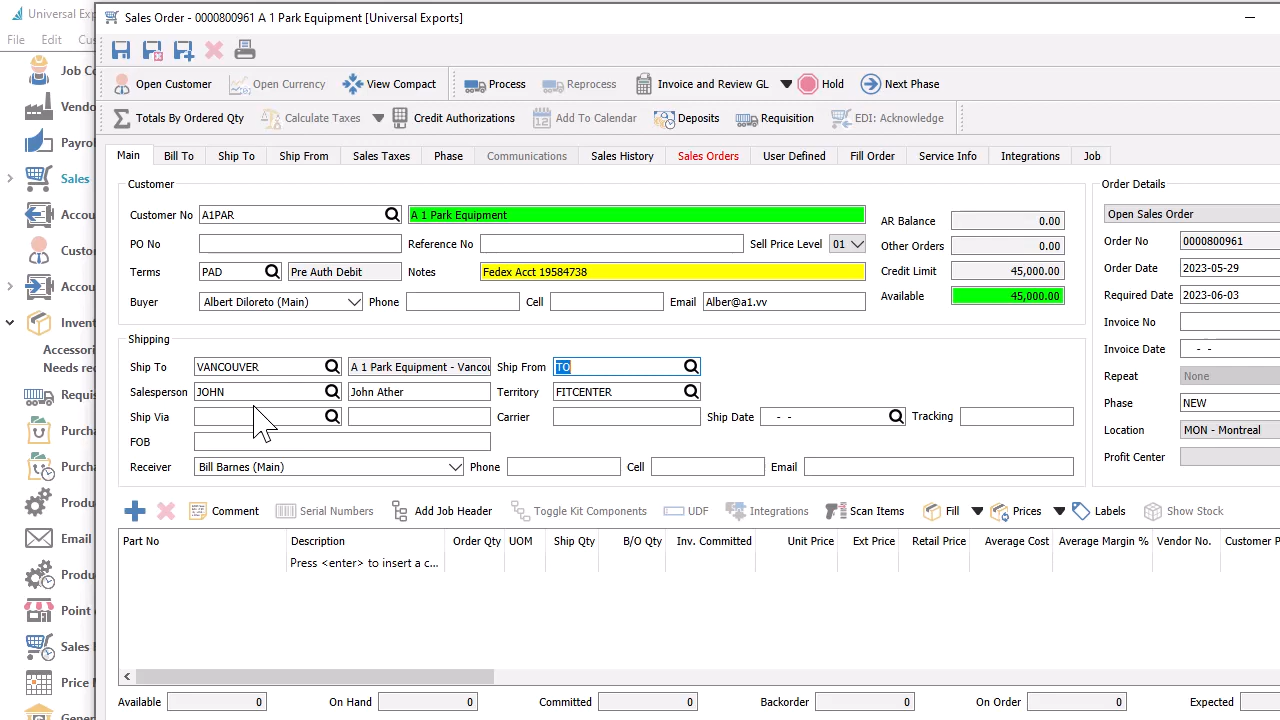 Universal Exp
Sales Order - 0000800961 A 1 Park Equipment [Universal Exports]
File Edit Cus
Open Customer Open Currency View Compact Process Reprocess Invoice and Review GL Hold Next Phase
Totals By Ordered Qty Calculate Taxes Credit Authorizations Add To Calendar Deposits Requisition EDI: Acknowledge
Main Bill To Ship To Ship From Sales Taxes Phase Communications Sales History Sales Orders User Defined Fill Order Service Info Integrations Job
Job Co
Vendo
Payrol
Sales
Accou
Custo
Accou
Invent
Accessori
Needs reo
Requis
Purcha
Purcha
Produ
Email
Produ
Point o
Sales
Price
Gener
Customer
Customer No A1PAR A 1 Park Equipment
PO No Reference No Sell Price Level 01
Terms PAD Pre Auth Debit Notes Fedex Acct 19584738
Buyer Albert Diloreto (Main) Phone Cell Email Alber@a1.vv
AR Balance 0.00
Other Orders 0.00
Credit Limit 45,000.00
Available 45,000.00
Shipping
Ship To VANCOUVER A 1 Park Equipment - Vancou Ship From TO
Salesperson JOHN John Ather Territory FITCENTER
Ship Via Carrier Ship Date - - Tracking
FOB
Receiver Bill Barnes (Main) Phone Cell Email
Order Details
Open Sales Order
Order No 0000800961
Order Date 2023-05-29
Required Date 2023-06-03
Invoice No
Invoice Date - -
Repeat None
Phase NEW
Location MON - Montreal
Profit Center
Comment Serial Numbers Add Job Header Toggle Kit Components UDF Integrations Scan Items Fill Prices Labels Show Stock
Part No Description Order Qty UOM Ship Qty B/O Qty Inv. Committed Unit Price Ext Price Retail Price Average Cost Average Margin % Vendor No. Customer P
Press <enter> to insert a c...
Available 0 On Hand 0 Committed 0 Backorder 0 On Order 0 Expected